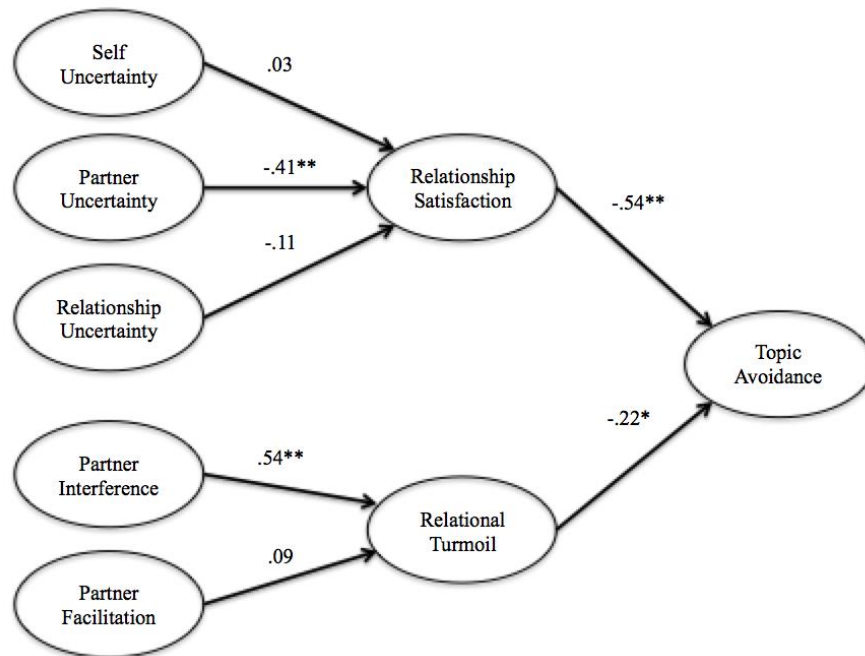 Self
Uncertainty
.03
Partner
Uncertainty
-.41**
Relationship
Satisfaction
-.54**
-.11
Relationship
Uncertainty
Topic
Avoidance
-.22*
Partner
Interference
.54**
Relational
Turmoil
.09
Partner
Facilitation